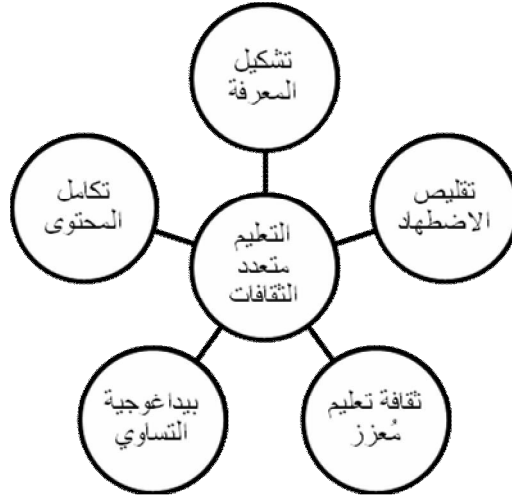 تشكيل
المعرفة
تقليص
الاضطهاد
تكامل
المحتوى
التعليم
متعدد
الثقافات
ثقافة تعليم
مُعزز
بيداغوجية
التساوي